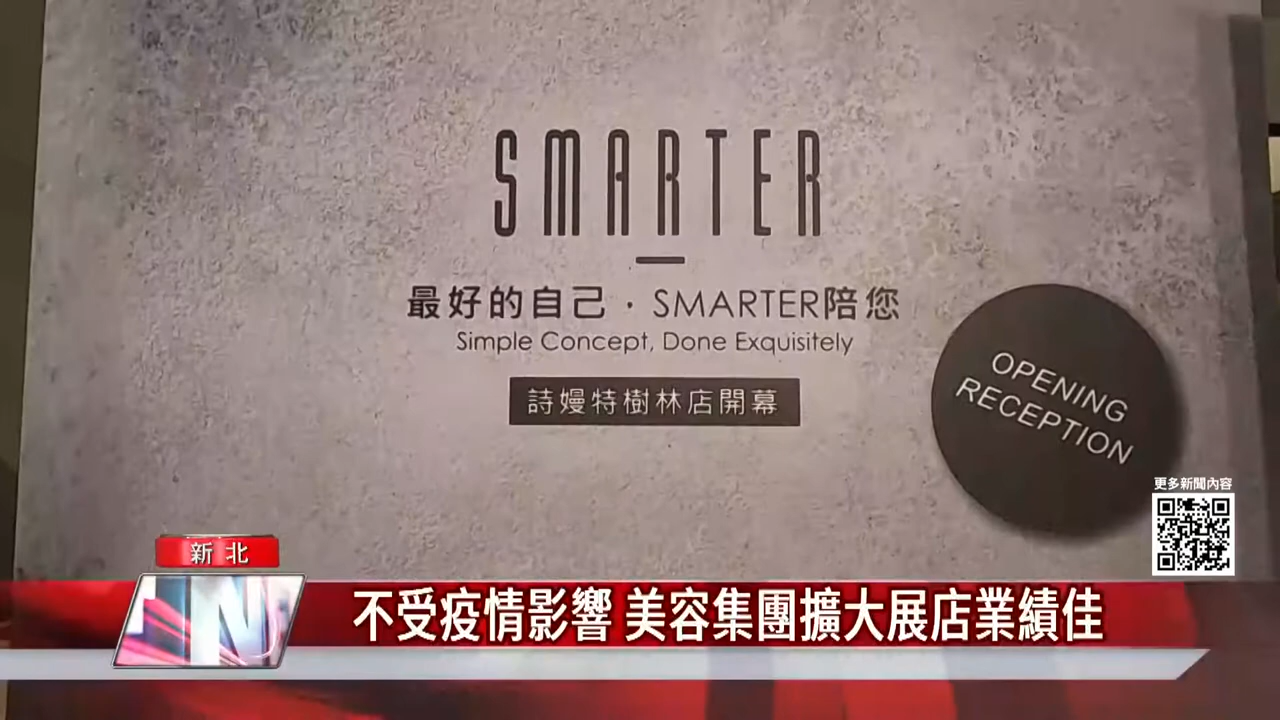 SMARTER
最好的自己・SMARTER陪您
Simple Concept, Done Exquisitely
詩嫚特樹林店開幕
OPENING
RECEPTION
更多新聞內容
新北
N
不受疫情影響 美容集團擴大展店業績佳